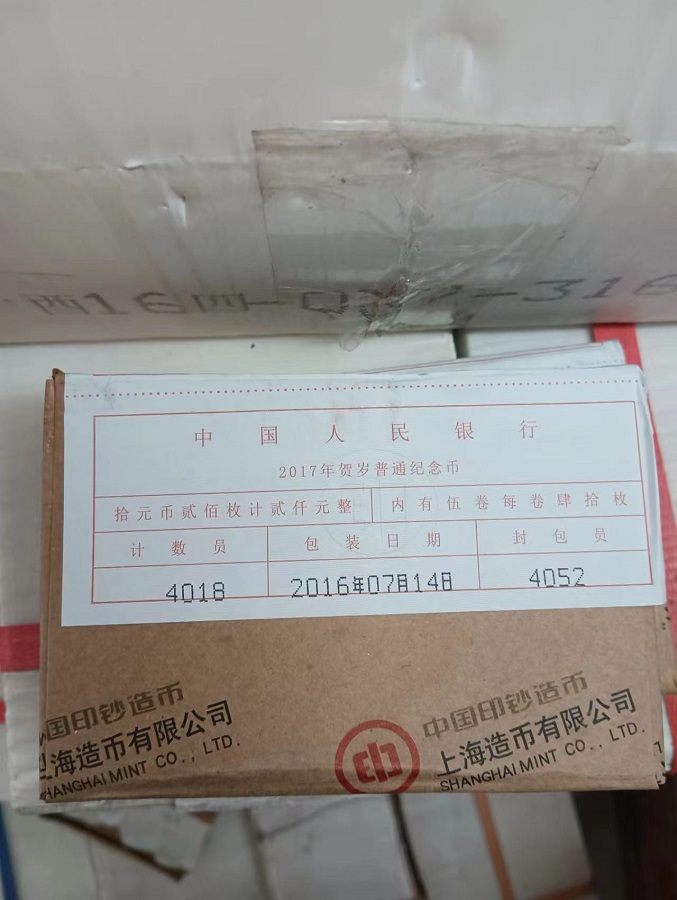 西16四
-316
中国人民银行
2017年贺岁普通纪念币
拾元币贰佰枚计贰仟元整 内有伍卷每卷肆拾枚
计数员 包装日期 封包员
4018 2016年07月14日 4052
国印钞造币
上海造币有限公司
SHANGHAI MINT CO., LTD.
中国印钞造币
上海造币有限公司
SHANGHAI MINT CO., LTD.